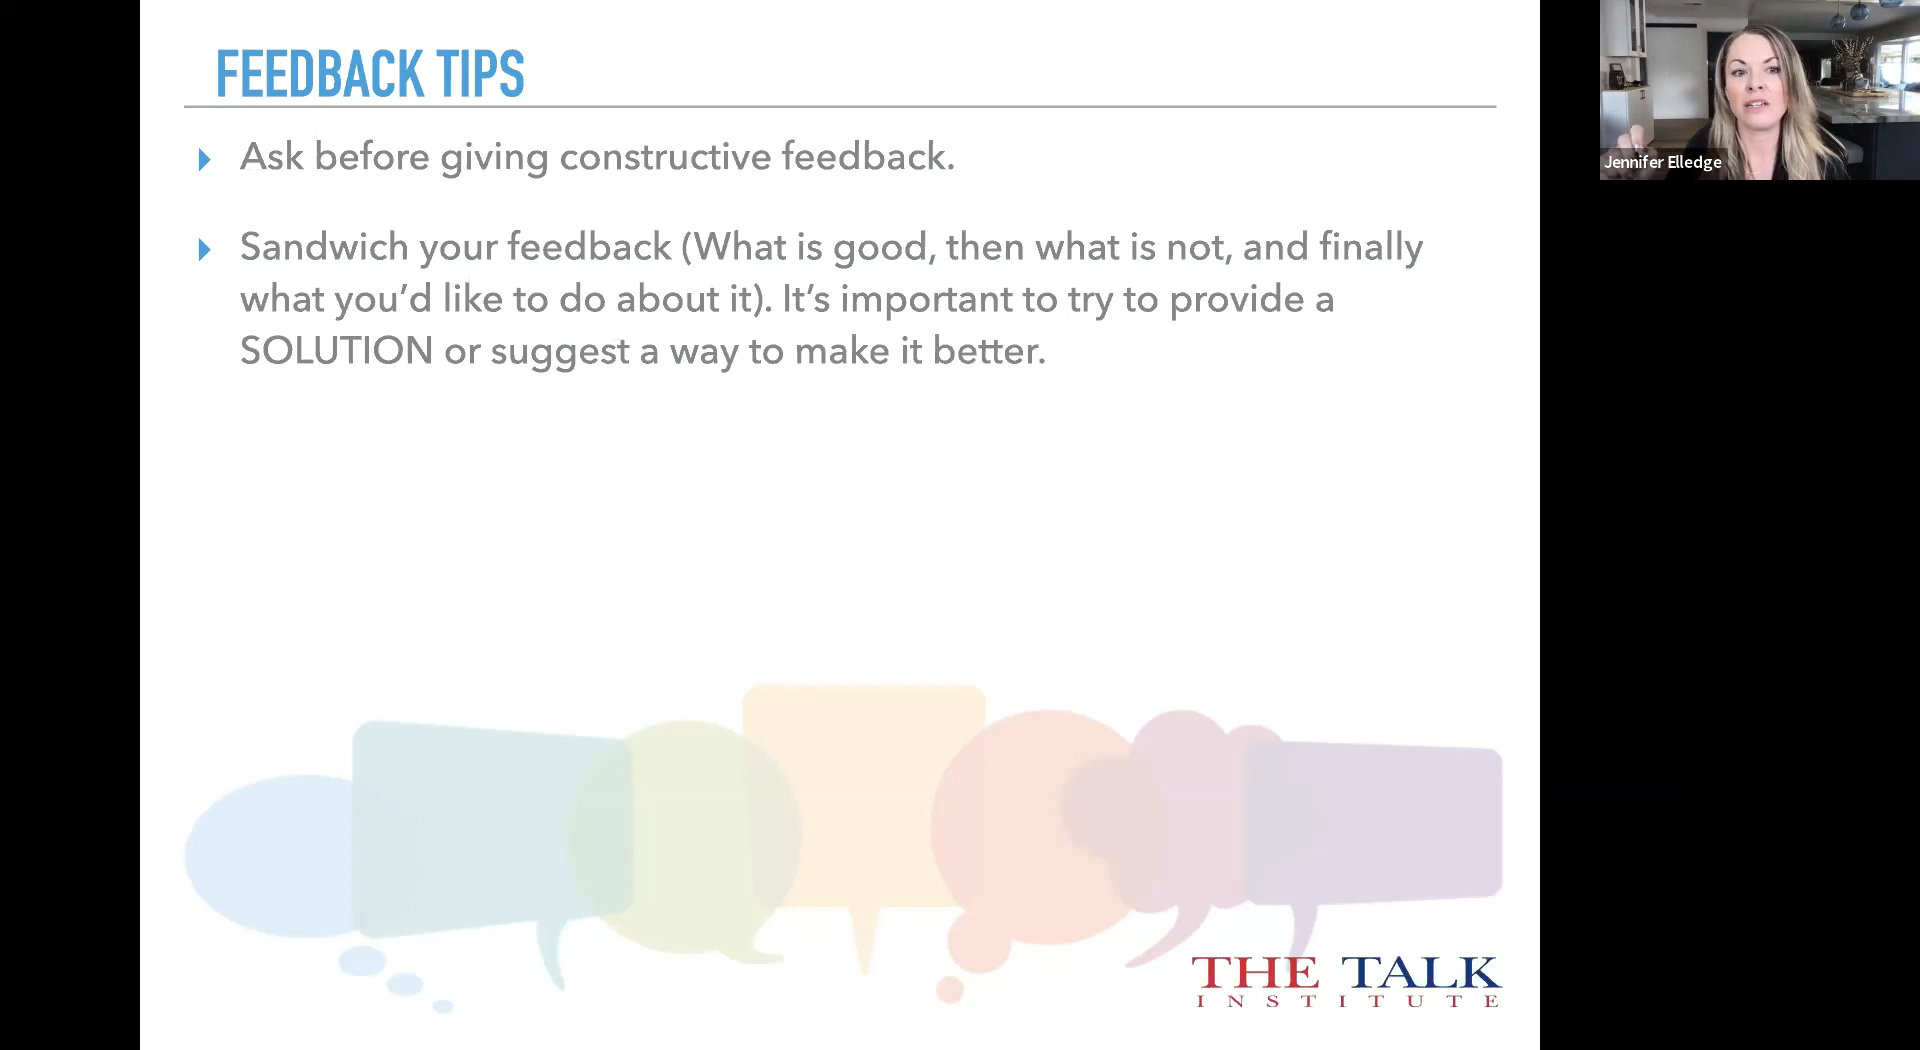 FEEDBACK TIPS
Ask before giving constructive feedback.
Sandwich your feedback (What is good, then what is not, and finally
what you’d like to do about it). It’s important to try to provide a
SOLUTION or suggest a way to make it better.
THE TALK
INSTITUTE
Jennifer Elledge